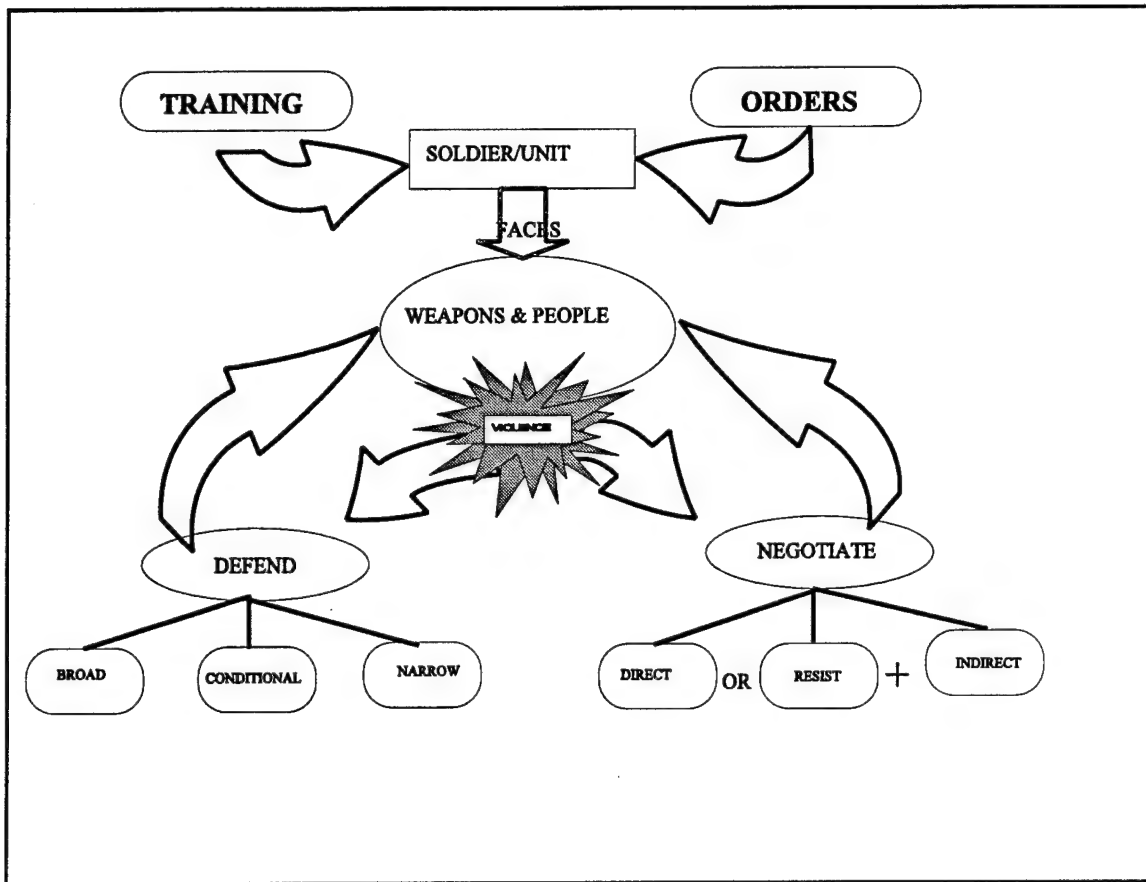 TRAINING
ORDERS
SOLDIER/UNIT
FACES
WEAPONS & PEOPLE
VIOLENCE
DEFEND
NEGOTIATE
BROAD
CONDITIONAL
NARROW
DIRECT
OR
RESIST
+
INDIRECT